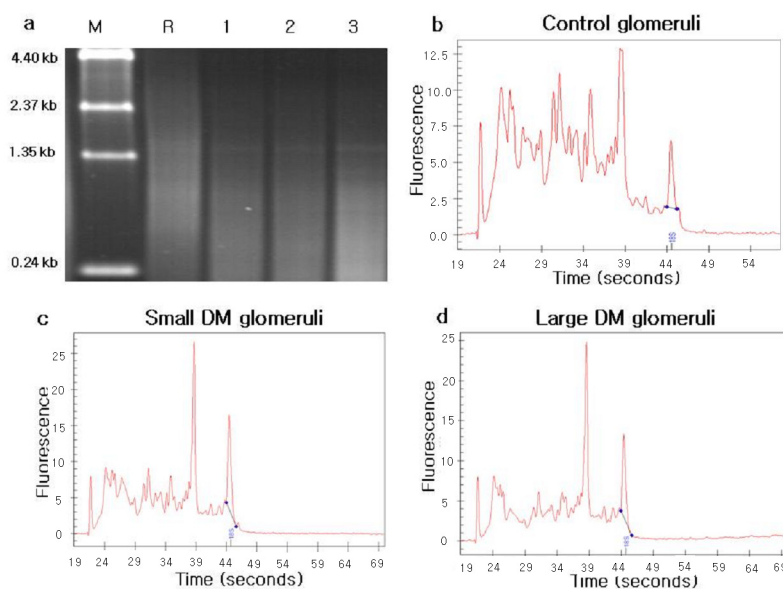 a
M R 1 2 3
4.40 kb
2.37 kb
1.35 kb
0.24 kb
b
Control glomeruli
Fluorescence
12.5
10.0
7.5
5.0
2.5
0.0
18S
19 24 29 34 39 44 49 54
Time (seconds)
c
Small DM glomeruli
Fluorescence
25
20
15
10
5
0
18S
19 24 29 34 39 44 49 54 59 64 69
Time (seconds)
d
Large DM glomeruli
Fluorescence
25
20
15
10
5
0
18S
19 24 29 34 39 44 49 54 59 64 69
Time (seconds)